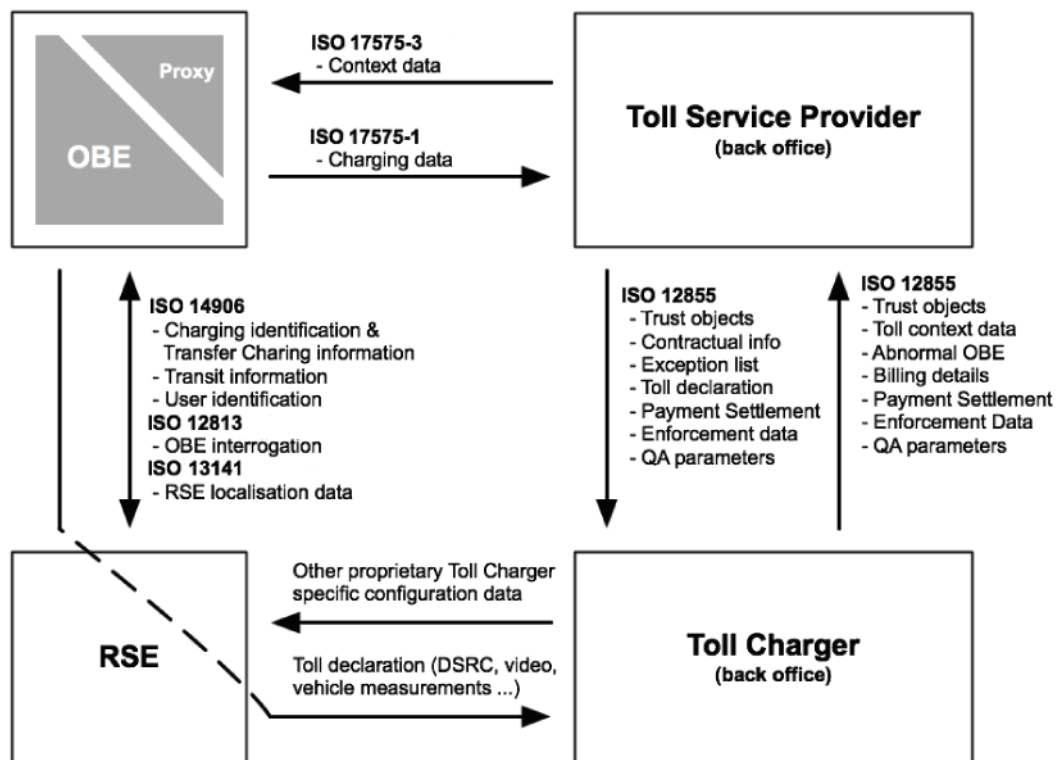 Proxy
OBE
ISO 17575-3
- Context data
ISO 17575-1
- Charging data
Toll Service Provider
(back office)
ISO 14906
- Charging identification &
Transfer Charing information
- Transit information
- User identification
ISO 12813
- OBE interrogation
ISO 13141
- RSE localisation data
ISO 12855
- Trust objects
- Contractual info
- Exception list
- Toll declaration
- Payment Settlement
- Enforcement data
- QA parameters
ISO 12855
- Trust objects
- Toll context data
- Abnormal OBE
- Billing details
- Payment Settlement
- Enforcement Data
- QA parameters
RSE
Other proprietary Toll Charger
specific configuration data
Toll declaration (DSRC, video,
vehicle measurements ...)
Toll Charger
(back office)